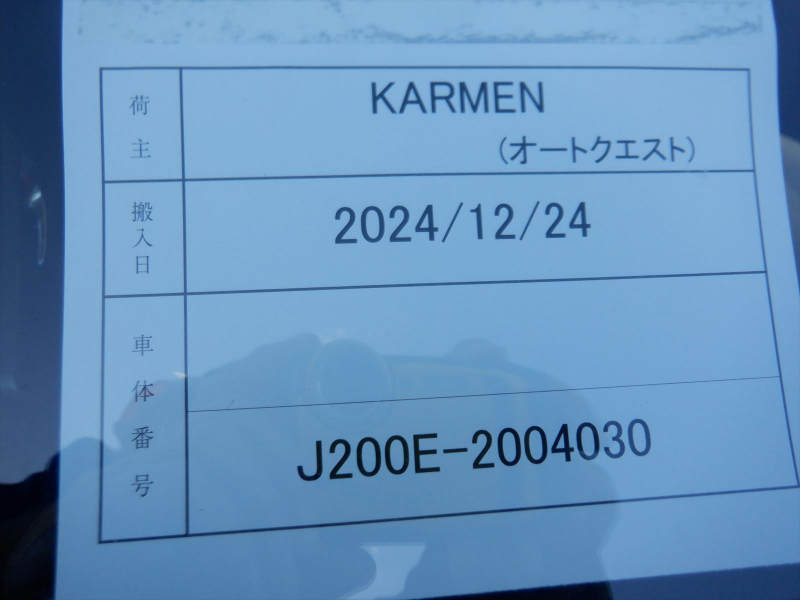 荷主
KARMEN
(オートクエスト)
搬入日
2024/12/24
車体番号
J200E-2004030